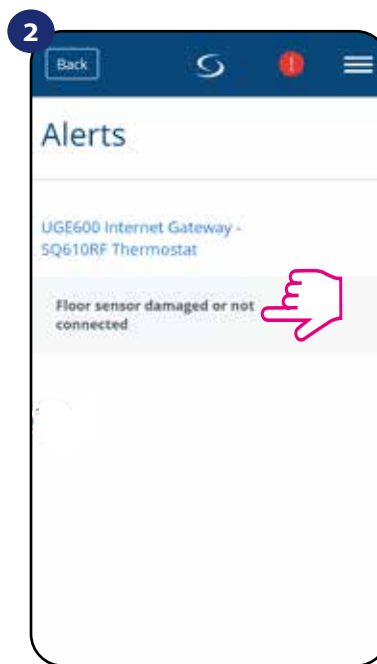 2
Back
Alerts
UGE600 Internet Gateway -
SQ610RF Thermostat
Floor sensor damaged or not
connected